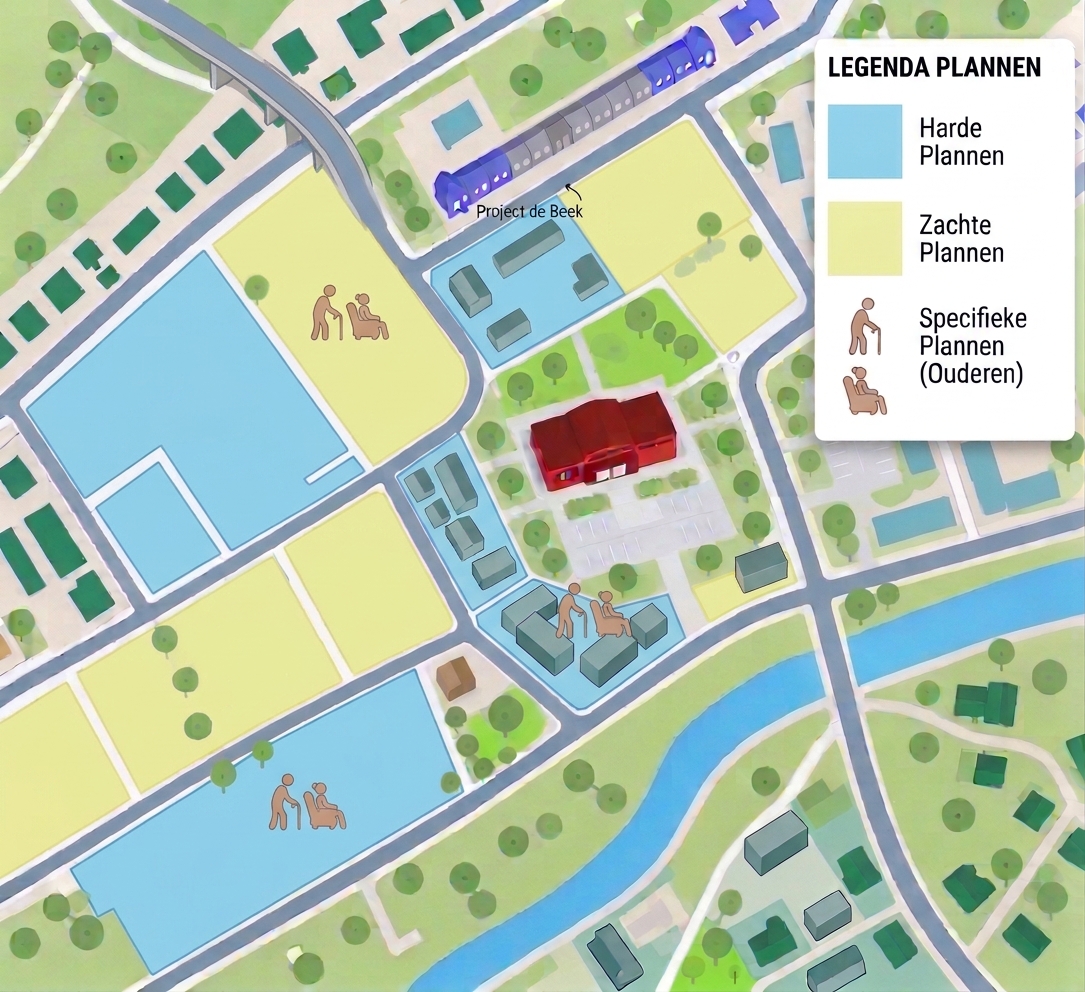 LEGENDA PLANNEN
Harde
Plannen
Zachte
Plannen
Specifieke
Plannen
(Ouderen)
Project de Beek